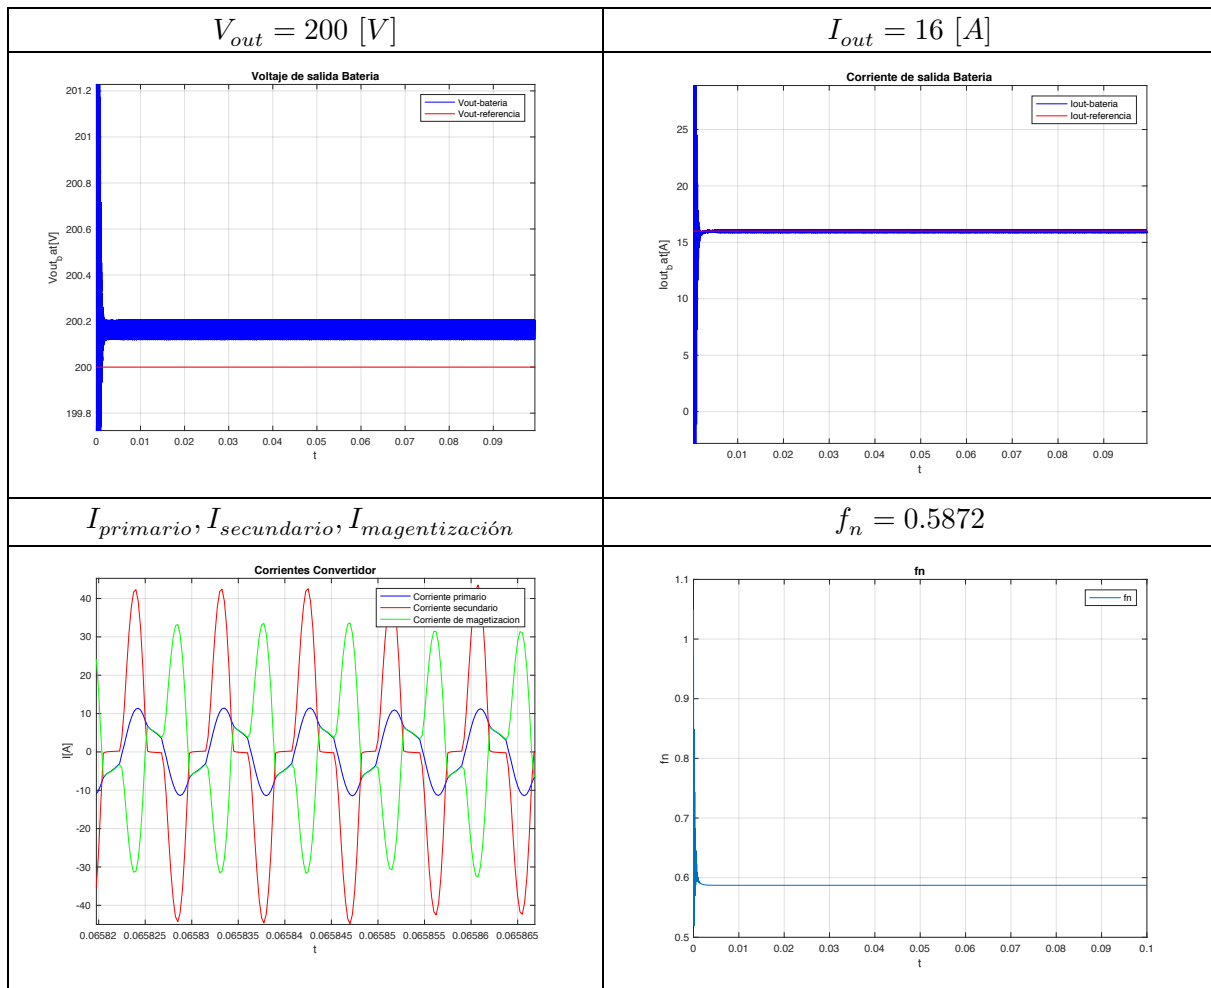 V_out = 200 [V]
I_out = 16 [A]
Voltaje de salida Bateria
Vout-bateria
Vout-referencia
201.2
201
200.8
200.6
200.4
200.2
200
199.8
Vout_bat[V]
0 0.01 0.02 0.03 0.04 0.05 0.06 0.07 0.08 0.09
t
Corriente de salida Bateria
Iout-bateria
Iout-referencia
25
20
15
10
5
0
Iout_bat[A]
0.01 0.02 0.03 0.04 0.05 0.06 0.07 0.08 0.09
t
I_primario, I_secundario, I_magentización
f_n = 0.5872
Corrientes Convertidor
Corriente primario
Corriente secundario
Corriente de magetizacion
40
30
20
10
0
-10
-20
-30
-40
I[A]
0.06582 0.065825 0.06583 0.065835 0.06584 0.065845 0.06585 0.065855 0.06586 0.065865
t
fn
fn
1.1
1
0.9
0.8
0.7
0.6
0.5
fn
0 0.01 0.02 0.03 0.04 0.05 0.06 0.07 0.08 0.09 0.1
t